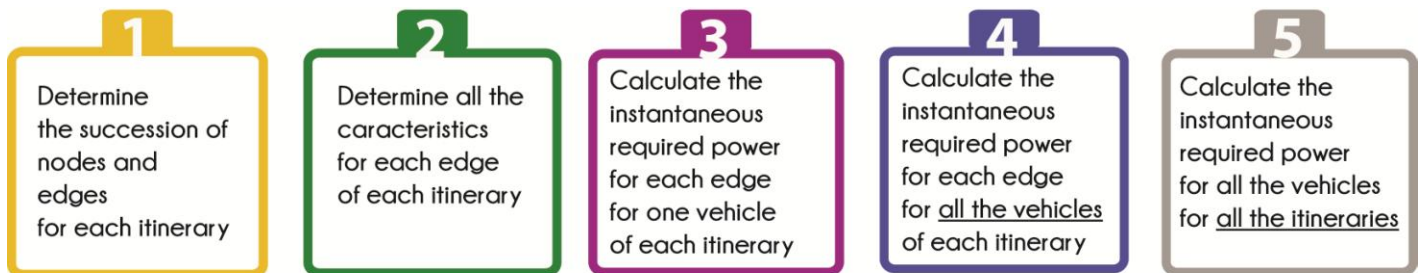 1
Determine
the succession of
nodes and
edges
for each itinerary
2
Determine all the
caracteristics
for each edge
of each itinerary
3
Calculate the
instantaneous
required power
for each edge
for one vehicle
of each itinerary
4
Calculate the
instantaneous
required power
for each edge
for all the vehicles
of each itinerary
5
Calculate the
instantaneous
required power
for all the vehicles
for all the itineraries